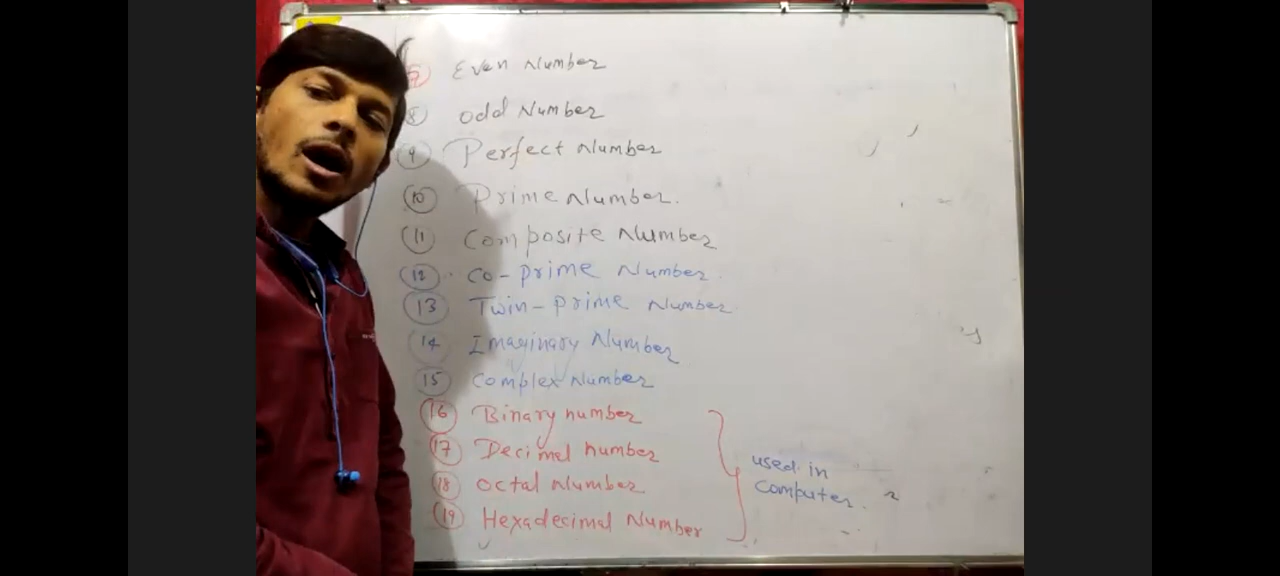 7 Even Number
8 Odd Number
9 Perfect Number
10 Prime Number.
11 Composite Number
12 Co-prime Number
13 Twin-prime Number
14 Imaginary Number
15 Complex Number
16 Binary number
17 Decimal number
18 Octal Number
19 Hexadecimal Number
used in
computer